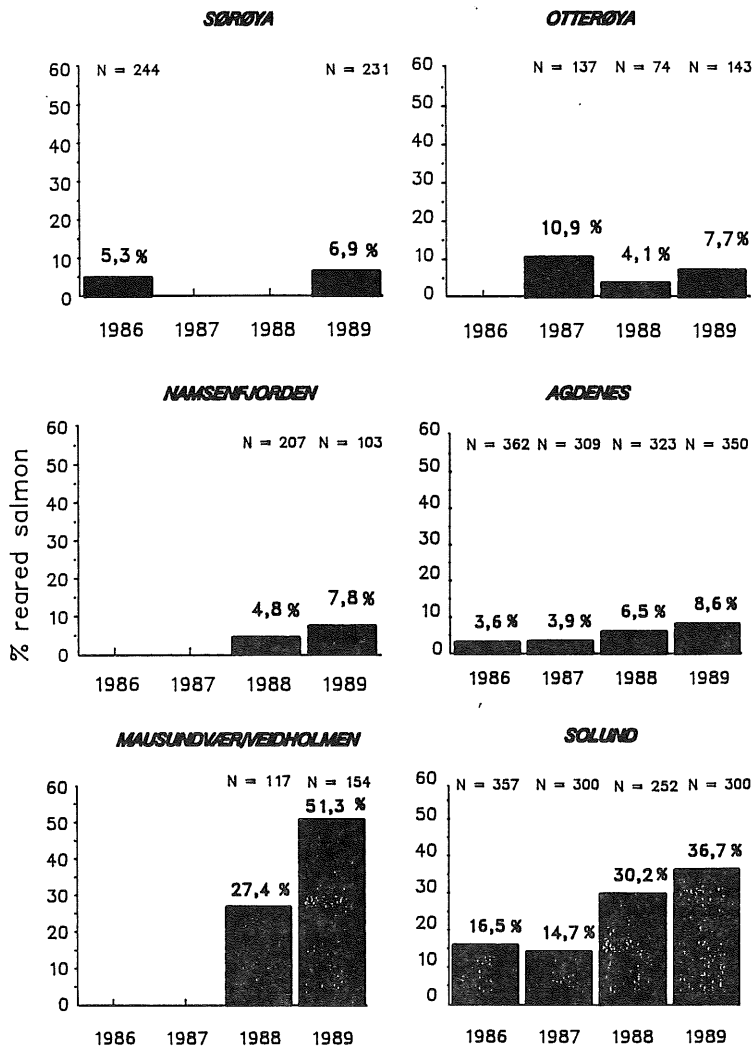 SØRØYA
60 N = 244 N = 231
50
40
30
20
10 5,3 % 6,9 %
0
1986 1987 1988 1989
OTTERØYA
60 N = 137 N = 74 N = 143
50
40
30
20
10 10,9 % 4,1 % 7,7 %
0
1986 1987 1988 1989
% reared salmon
NAMSENFJORDEN
60 N = 207 N = 103
50
40
30
20
10 4,8 % 7,8 %
0
1986 1987 1988 1989
AGDENES
60 N = 362 N = 309 N = 323 N = 350
50
40
30
20
10 3,6 % 3,9 % 6,5 % 8,6 %
0
1986 1987 1988 1989
MAUSUNDVÆR/VEIDHOLMEN
60 N = 117 N = 154
51,3 %
50
40
30 27,4 %
20
10
0
1986 1987 1988 1989
SOLUND
60 N = 357 N = 300 N = 252 N = 300
50
40 36,7 %
30 30,2 %
20 16,5 % 14,7 %
10
0
1986 1987 1988 1989